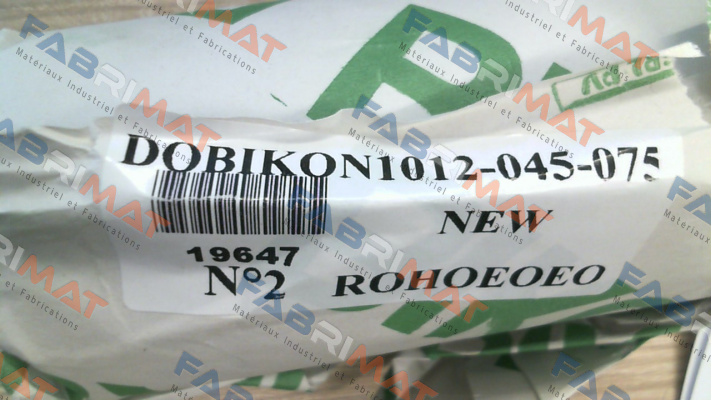 DOBIKON1012-045-075
NEW
19647
N°2 ROHOEOEO
FABRIMAT
Materiaux Industriel et Fabrications